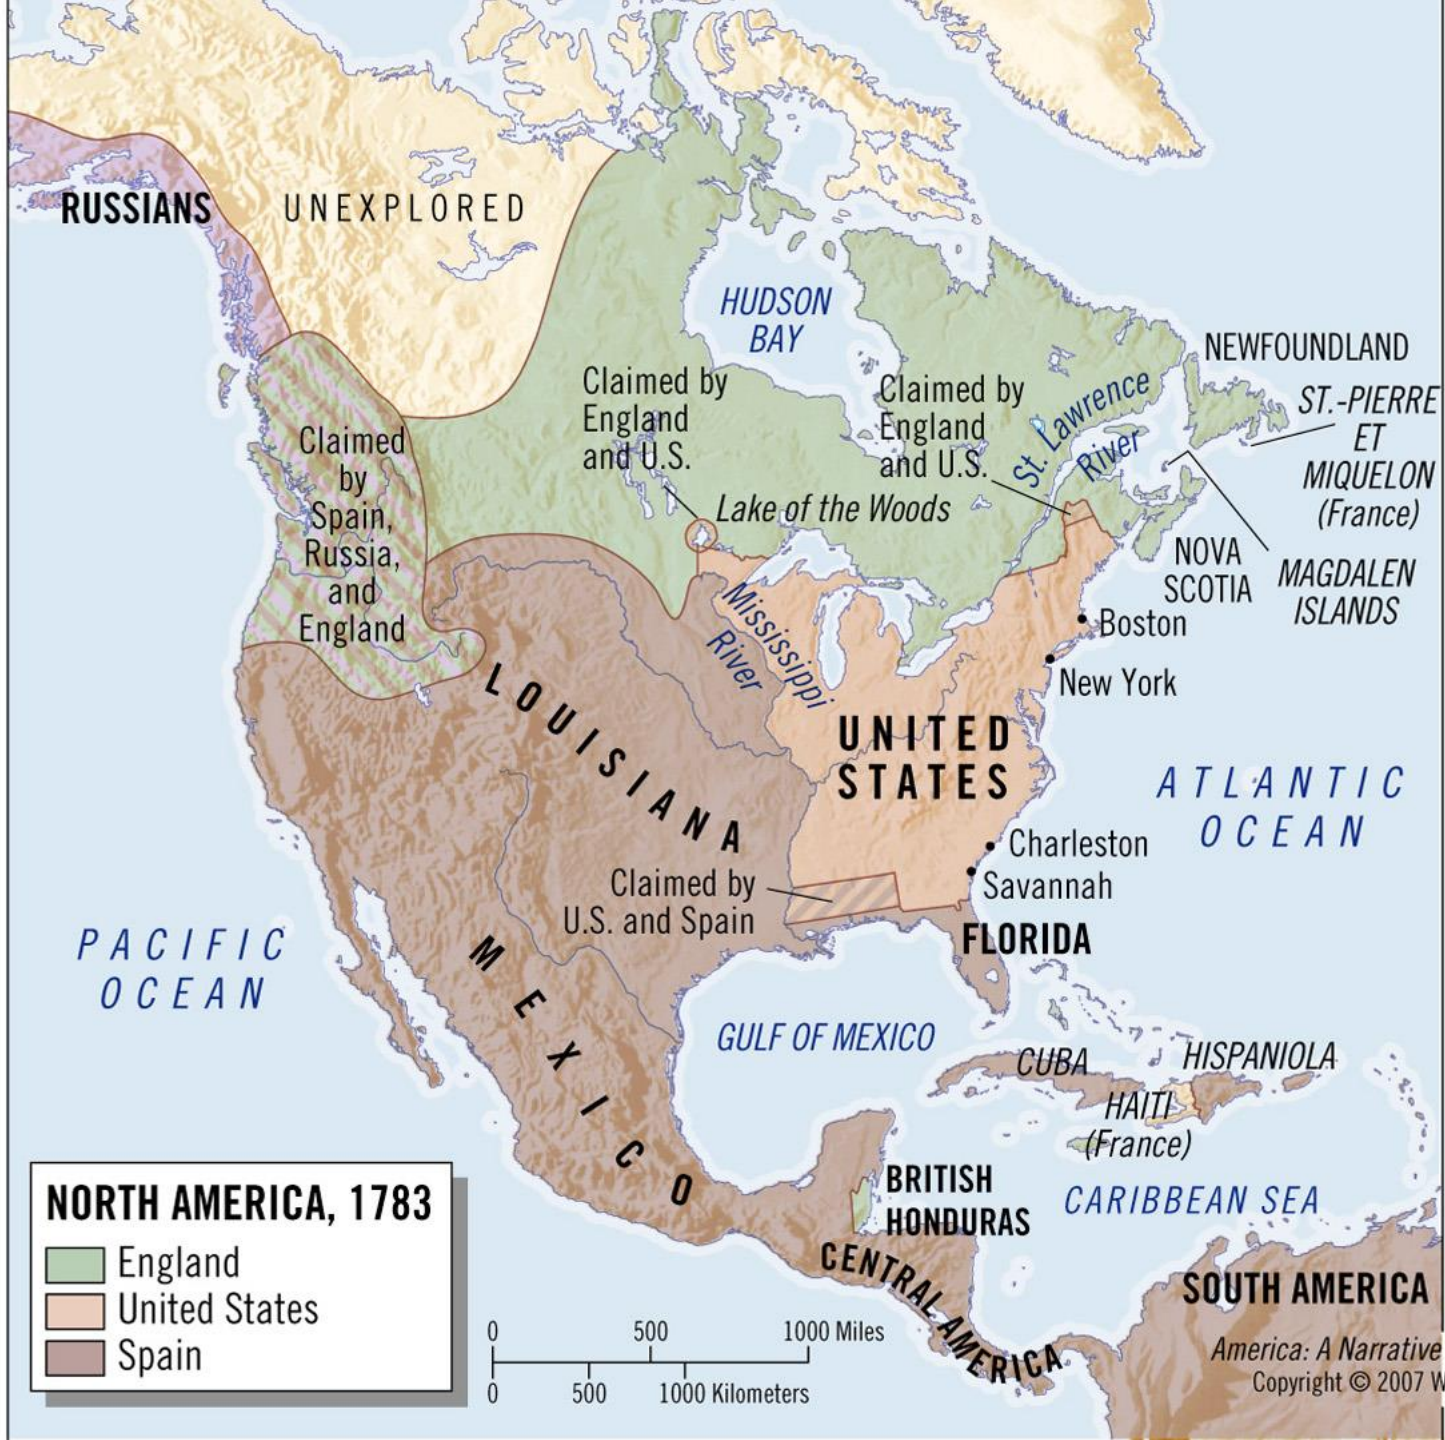 RUSSIANS
UNEXPLORED
HUDSON
BAY
NEWFOUNDLAND
ST.-PIERRE
ET
MIQUELON
(France)
Claimed by
England
and U.S.
Claimed by
England
and U.S.
St. Lawrence
River
Claimed
by
Spain,
Russia,
and
England
Lake of the Woods
NOVA
SCOTIA
MAGDALEN
ISLANDS
Mississippi
River
Boston
New York
LOUISIANA
UNITED
STATES
ATLANTIC
OCEAN
Charleston
Savannah
Claimed by
U.S. and Spain
FLORIDA
PACIFIC
OCEAN
MEXICO
GULF OF MEXICO
CUBA
HISPANIOLA
HAITI
(France)
BRITISH
HONDURAS
CARIBBEAN SEA
CENTRAL AMERICA
SOUTH AMERICA
NORTH AMERICA, 1783
England
United States
Spain
0 500 1000 Miles
0 500 1000 Kilometers
America: A Narrative
Copyright © 2007 W